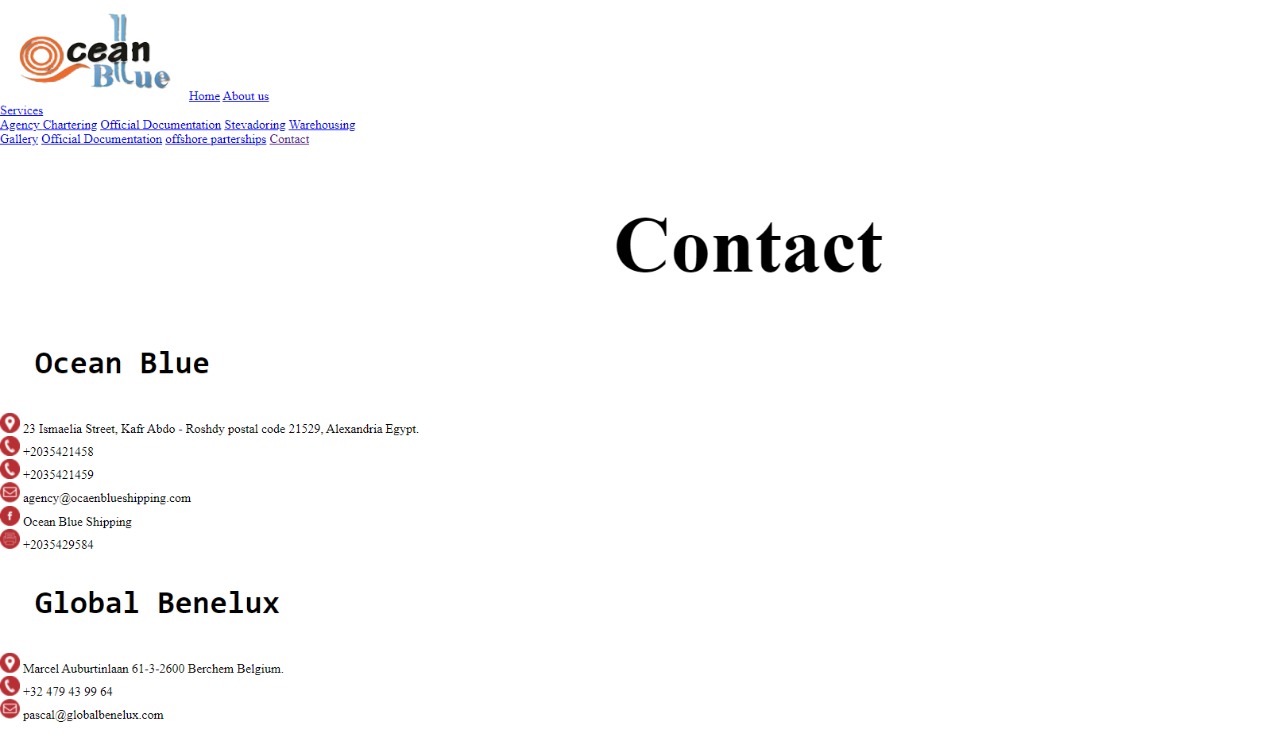 Ocean
Blue
Home About us
Services
Agency Chartering Official Documentation Stevadoring Warehousing
Gallery Official Documentation offshore parterships Contact
Contact
Ocean Blue
23 Ismaelia Street, Kafr Abdo - Roshdy postal code 21529, Alexandria Egypt.
+2035421458
+2035421459
agency@ocaenblueshipping.com
Ocean Blue Shipping
+2035429584
Global Benelux
Marcel Auburtinlaan 61-3-2600 Berchem Belgium.
+32 479 43 99 64
pascal@globalbenelux.com